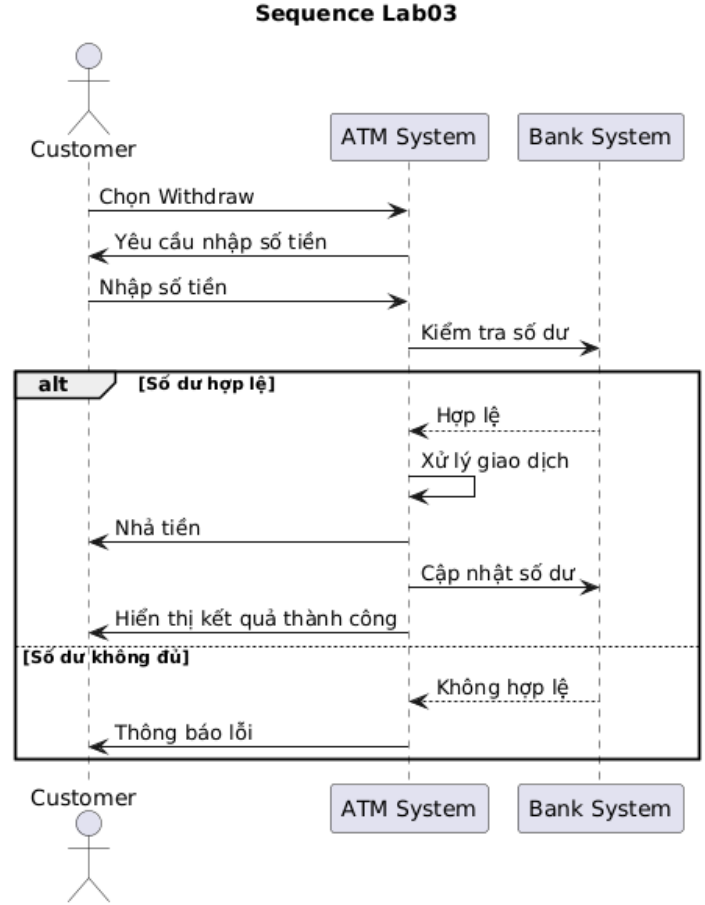 Sequence Lab03
Customer
ATM System
Bank System
Chọn Withdraw
Yêu cầu nhập số tiền
Nhập số tiền
Kiểm tra số dư
alt
[Số dư hợp lệ]
Hợp lệ
Xử lý giao dịch
Nhả tiền
Cập nhật số dư
Hiển thị kết quả thành công
[Số dư không đủ]
Không hợp lệ
Thông báo lỗi
Customer
ATM System
Bank System